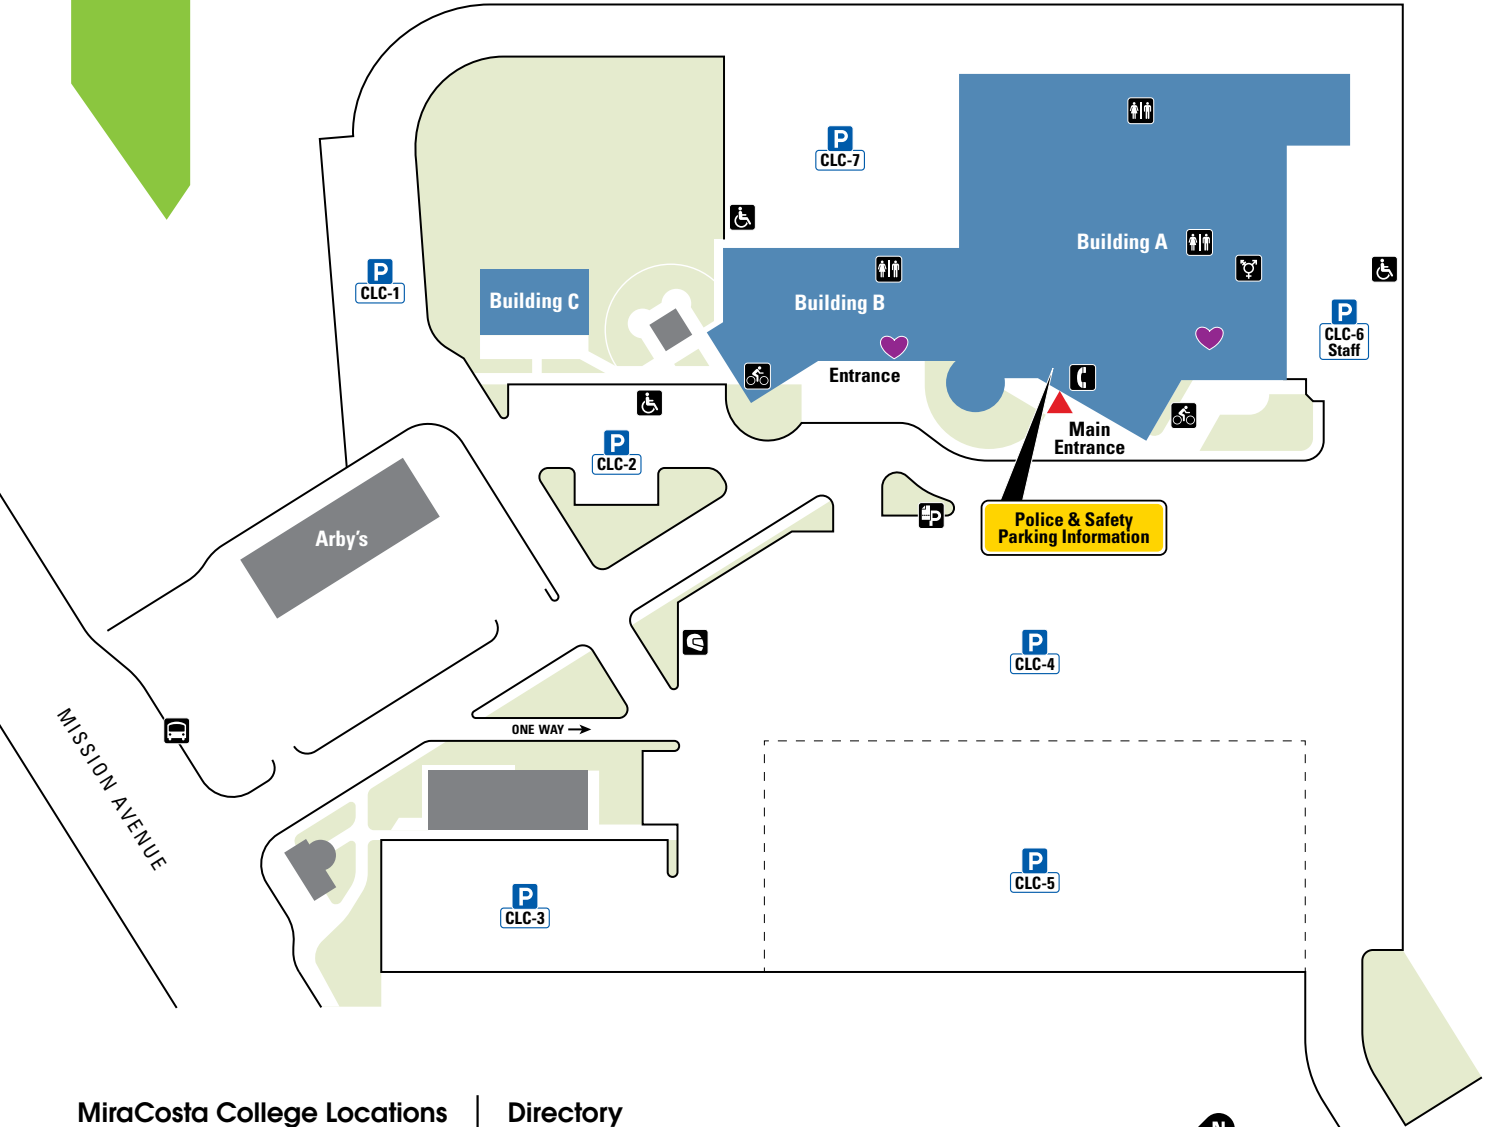 P
CLC-7
Building A
P
CLC-1
Building C
Building B
P
CLC-6
Staff
Entrance
Main
Entrance
P
CLC-2
P
Police & Safety
Parking Information
Arby's
P
CLC-4
ONE WAY
MISSION AVENUE
P
CLC-5
P
CLC-3
MiraCosta College Locations
Directory
N